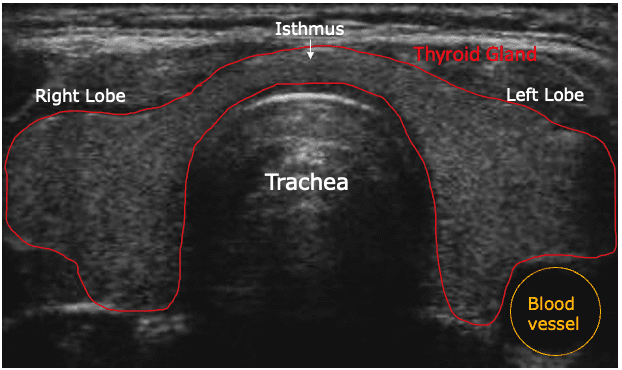 Isthmus
Thyroid Gland
Right Lobe
Left Lobe
Trachea
Blood
vessel